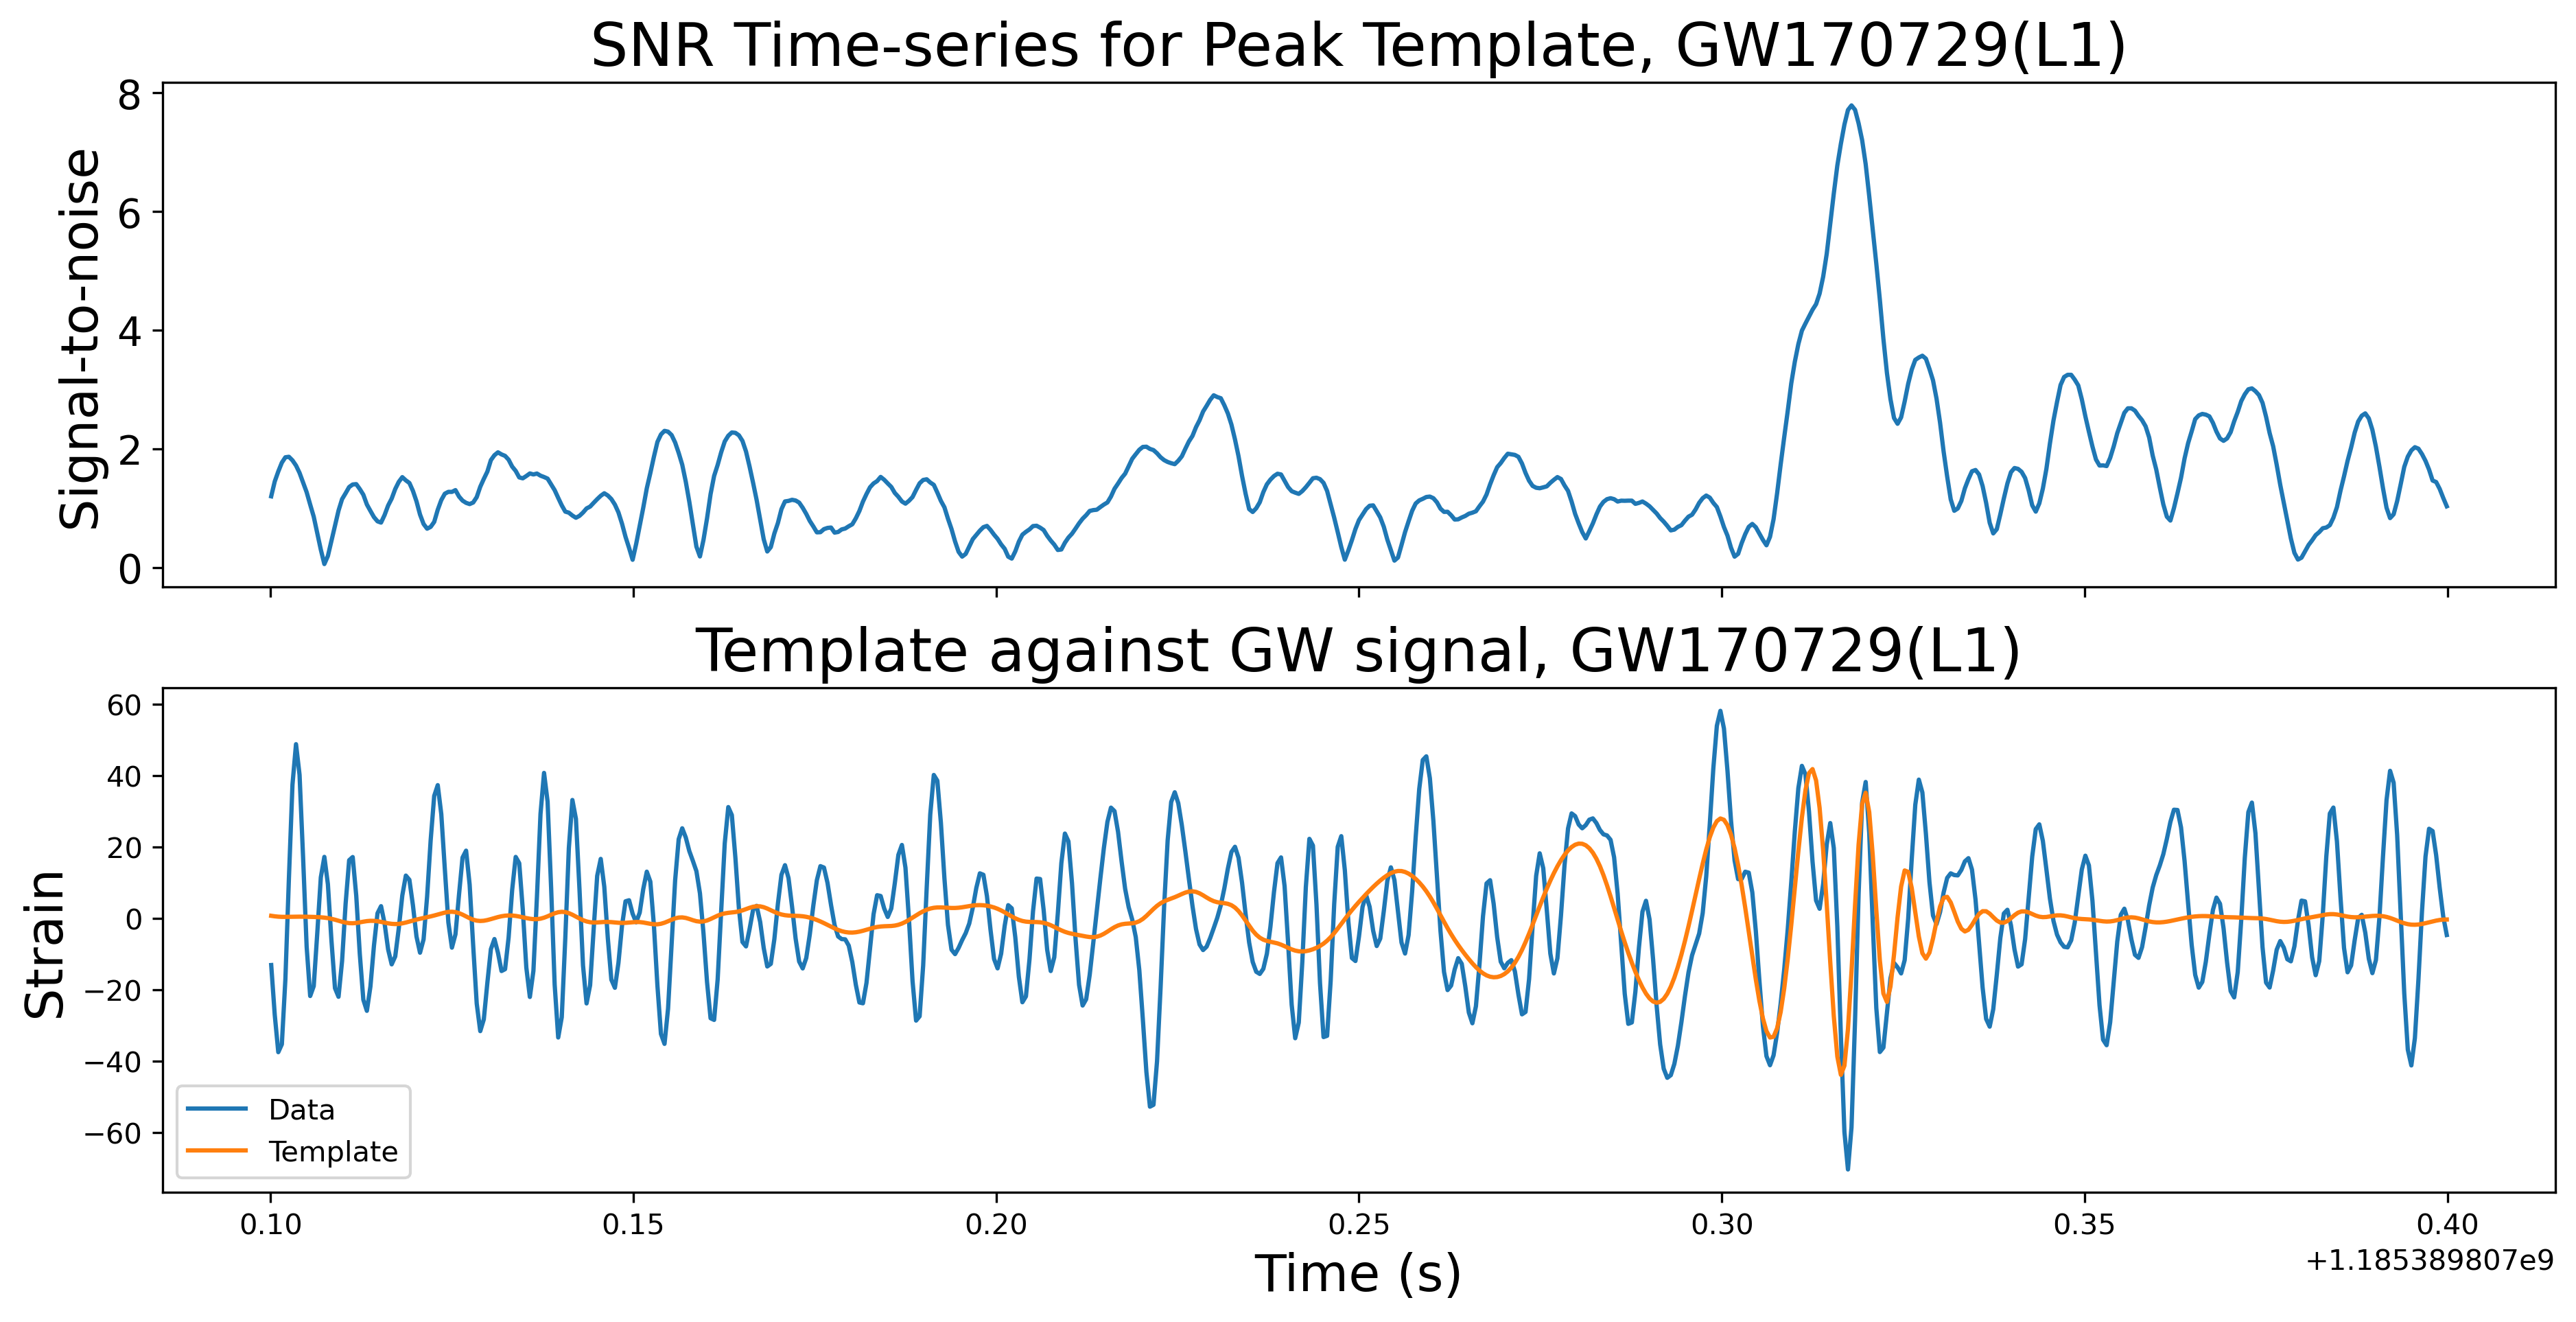 SNR Time-series for Peak Template, GW170729(L1)
8
6
4
2
0
Signal-to-noise
Template against GW signal, GW170729(L1)
60
40
20
0
−20
−40
−60
Strain
Data
Template
0.10 0.15 0.20 0.25 0.30 0.35 0.40
+1.185389807e9
Time (s)